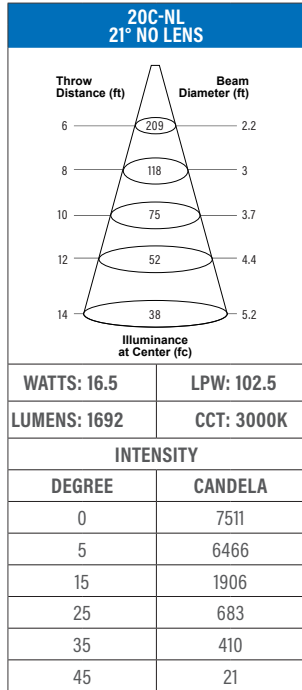 20C-NL
21° NO LENS
Throw Beam
Distance (ft) Diameter (ft)
6 209 2.2
8 118 3
10 75 3.7
12 52 4.4
14 38 5.2
Illuminance
at Center (fc)
WATTS: 16.5 LPW: 102.5
LUMENS: 1692 CCT: 3000K
INTENSITY
DEGREE CANDELA
0 7511
5 6466
15 1906
25 683
35 410
45 21